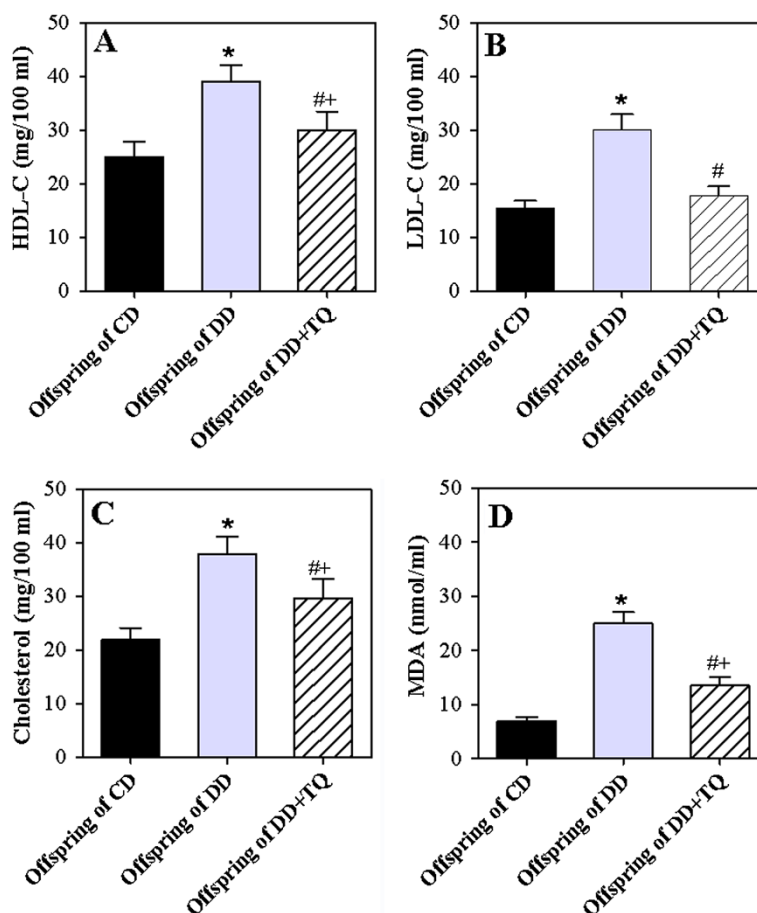 A
HDL-C (mg/100 ml)
50
40
30
20
10
0
*
#+
Offspring of CD
Offspring of DD
Offspring of DD+TQ
B
LDL-C (mg/100 ml)
50
40
30
20
10
0
*
#
Offspring of CD
Offspring of DD
Offspring of DD+TQ
C
Cholesterol (mg/100 ml)
50
40
30
20
10
0
*
#+
Offspring of CD
Offspring of DD
Offspring of DD+TQ
D
MDA (nmol/ml)
50
40
30
20
10
0
*
#+
Offspring of CD
Offspring of DD
Offspring of DD+TQ